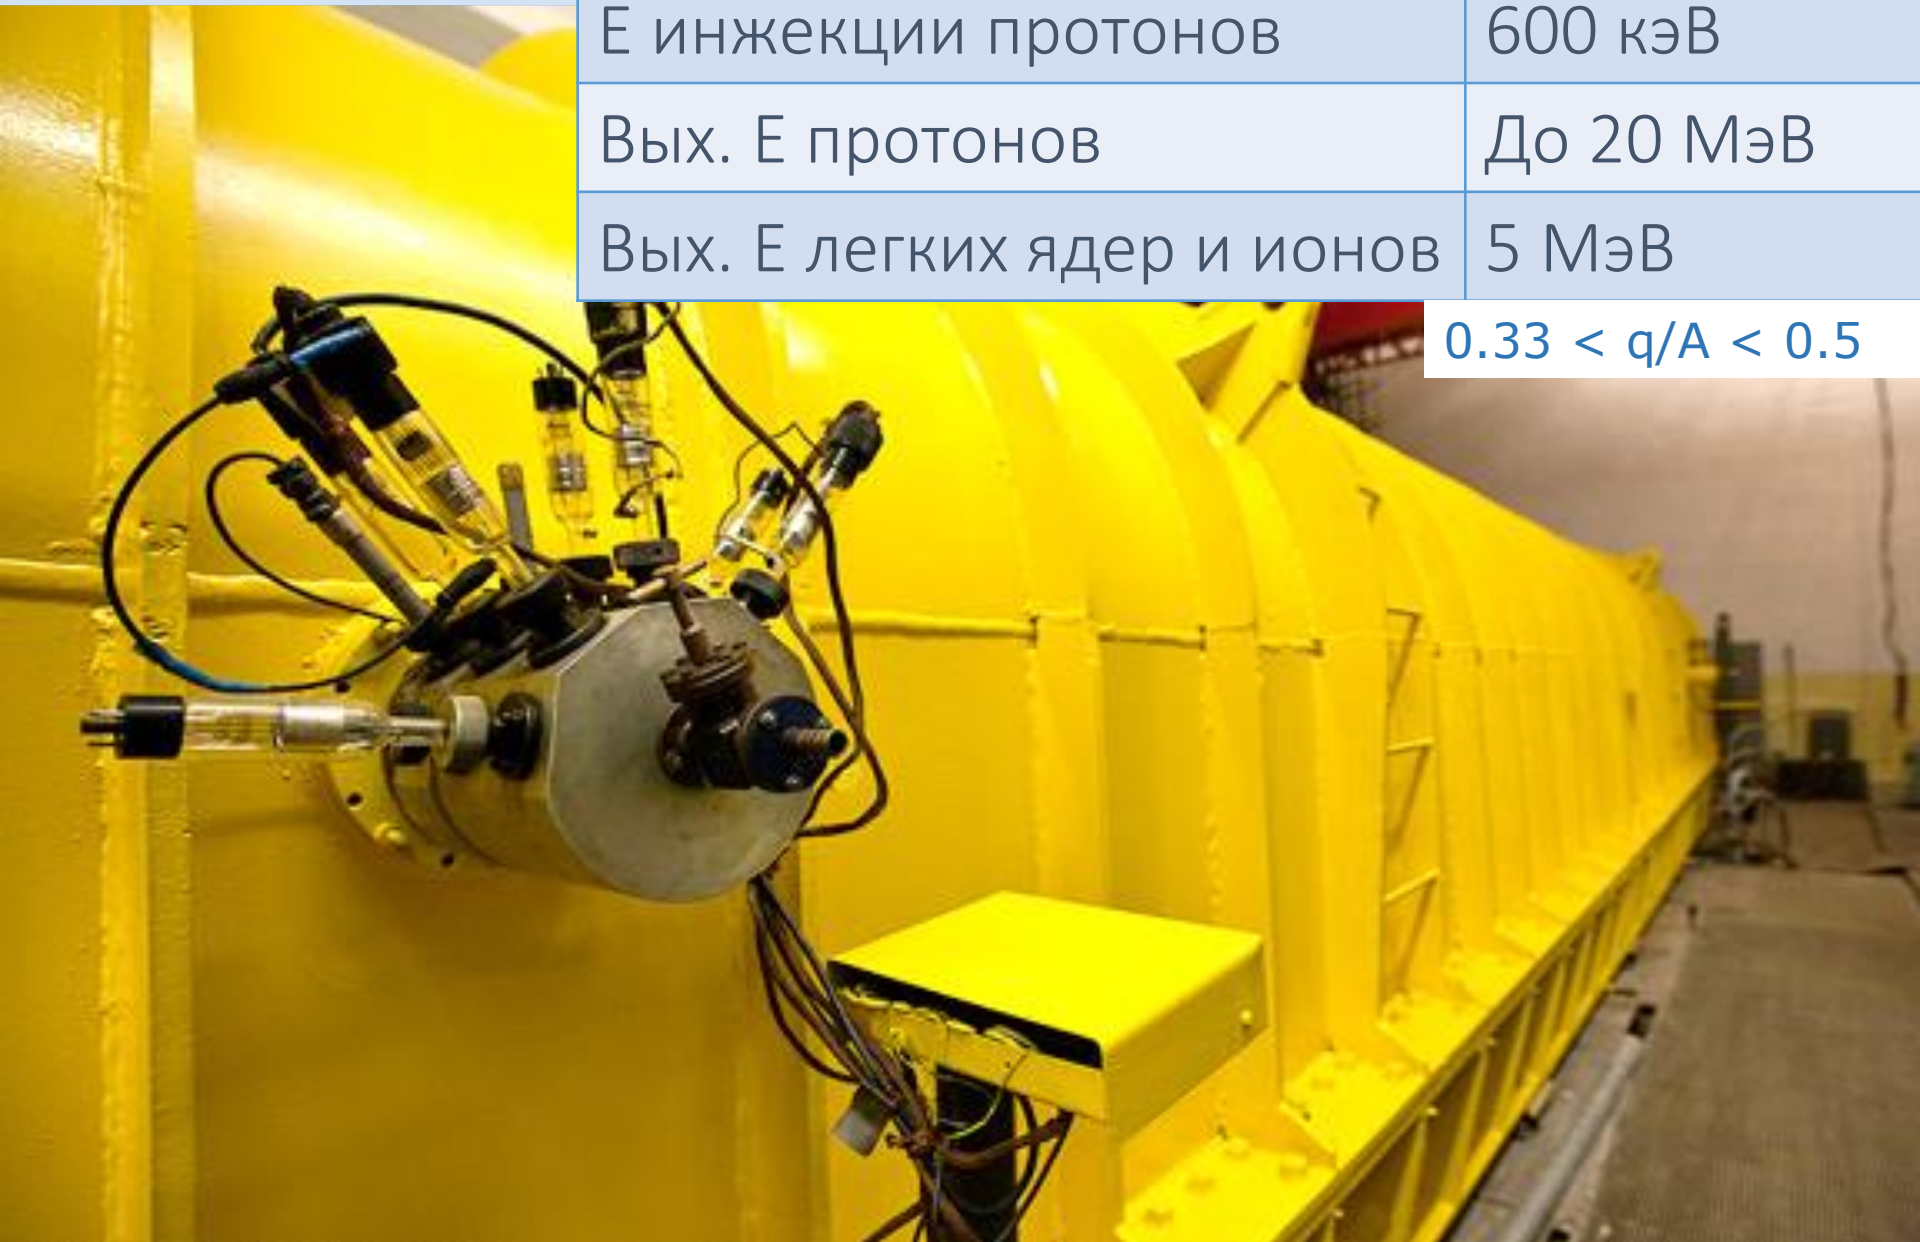 E инжекции протонов 600 кэВ
Вых. E протонов До 20 МэВ
Вых. E легких ядер и ионов 5 МэВ
0.33 < q/A < 0.5